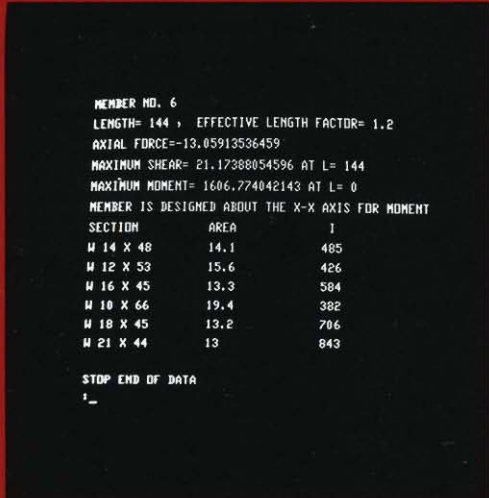 MEMBER NO. 6
LENGTH= 144 , EFFECTIVE LENGTH FACTOR= 1.2
AXIAL FORCE=-13.05913536459
MAXIMUM SHEAR= 21.17388054596 AT L= 144
MAXIMUM MOMENT= 1606.774042143 AT L= 0
MEMBER IS DESIGNED ABOUT THE X-X AXIS FOR MOMENT
SECTION AREA I
W 14 X 48 14.1 485
W 12 X 53 15.6 426
W 16 X 45 13.3 584
W 10 X 66 19.4 382
W 18 X 45 13.2 706
W 21 X 44 13 843
STOP END OF DATA
:_